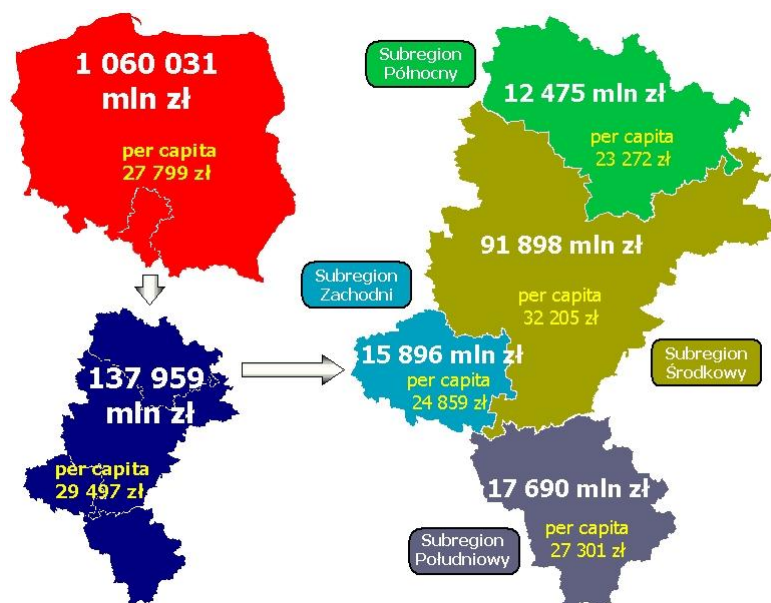 1 060 031
mln zł
per capita
27 799 zł
137 959
mln zł
per capita
29 497 zł
Subregion
Północny
12 475 mln zł
per capita
23 272 zł
91 898 mln zł
per capita
32 205 zł
Subregion
Środkowy
Subregion
Zachodni
15 896 mln zł
per capita
24 859 zł
17 690 mln zł
per capita
27 301 zł
Subregion
Południowy